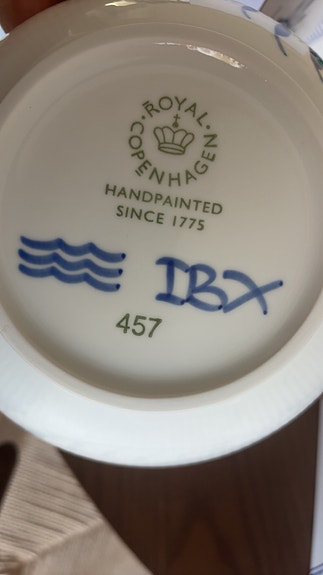 ROYAL COPENHAGEN
HANDPAINTED
SINCE 1775
IBX
457